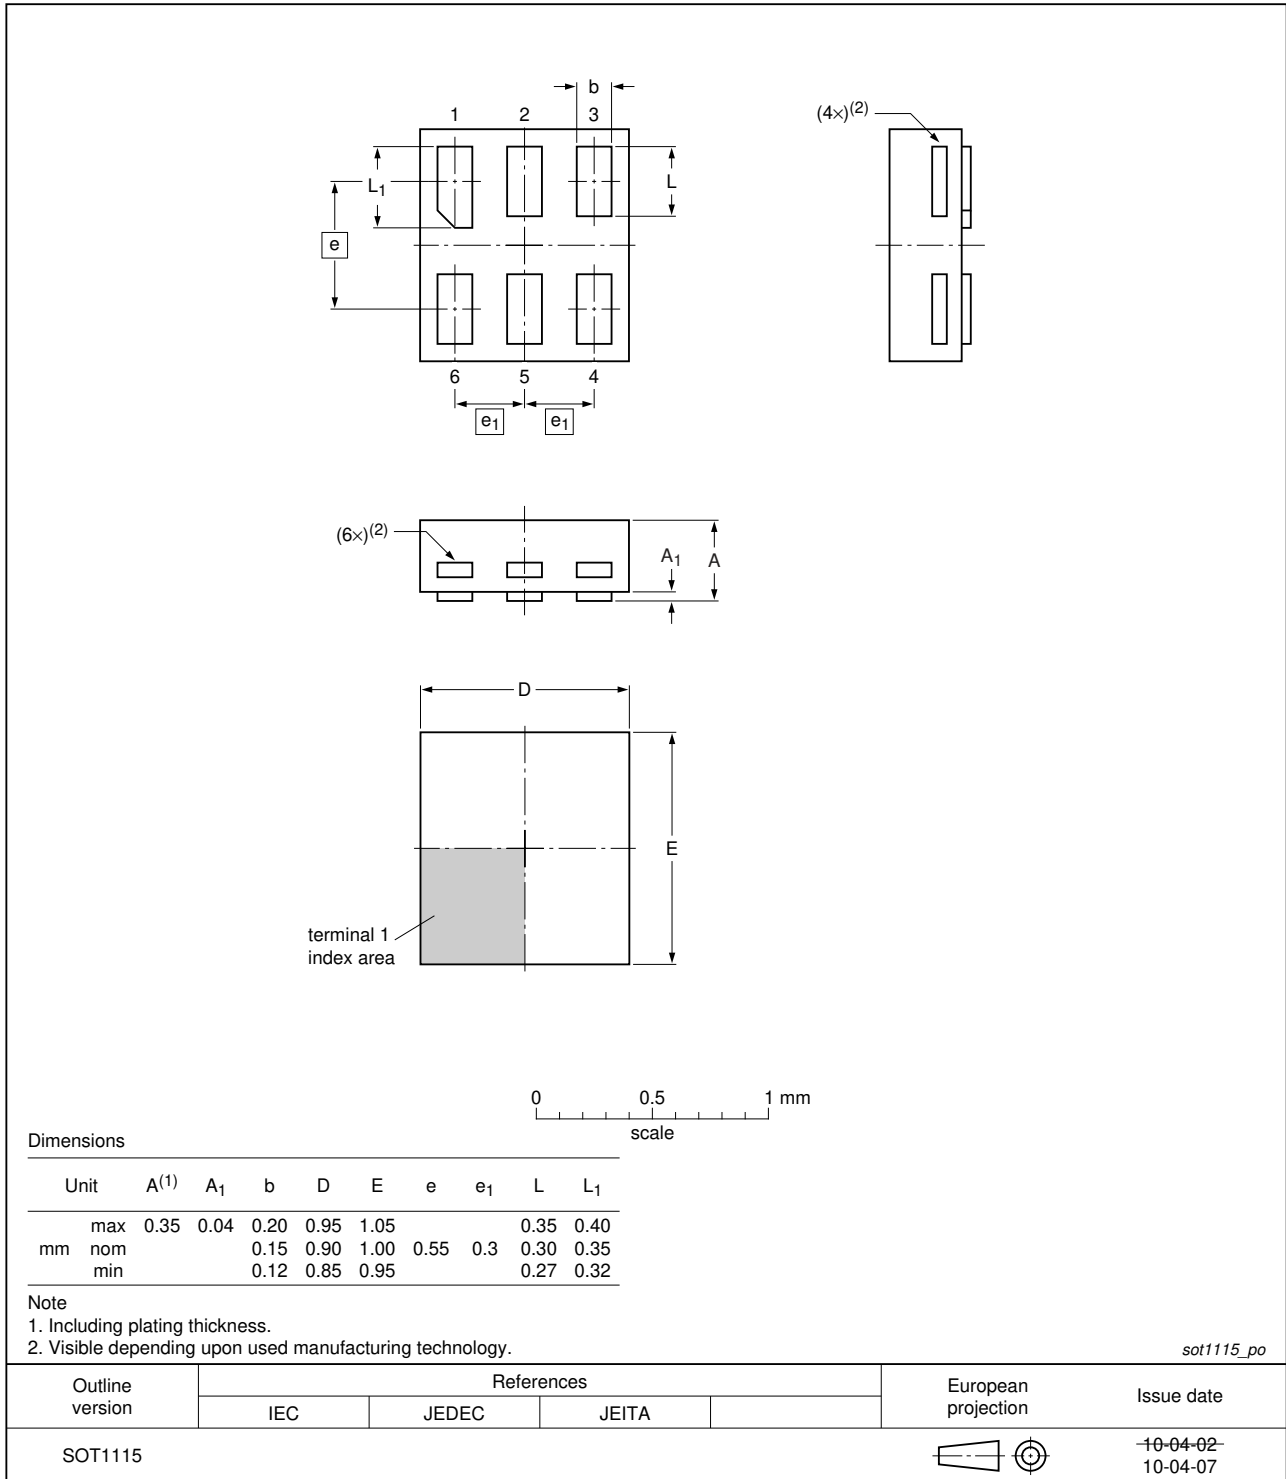 b
1 2 3
(4×)(2)
L1
L
e
6 5 4
e1 e1
(6×)(2)
A1 A
D
E
terminal 1
index area
0 0.5 1 mm
scale
Dimensions
Unit A(1) A1 b D E e e1 L L1
max 0.35 0.04 0.20 0.95 1.05 0.35 0.40
mm nom 0.15 0.90 1.00 0.55 0.3 0.30 0.35
min 0.12 0.85 0.95 0.27 0.32
Note
1. Including plating thickness.
2. Visible depending upon used manufacturing technology.
sot1115_po
Outline
version
References
IEC JEDEC JEITA
European
projection
Issue date
SOT1115
10-04-02
10-04-07